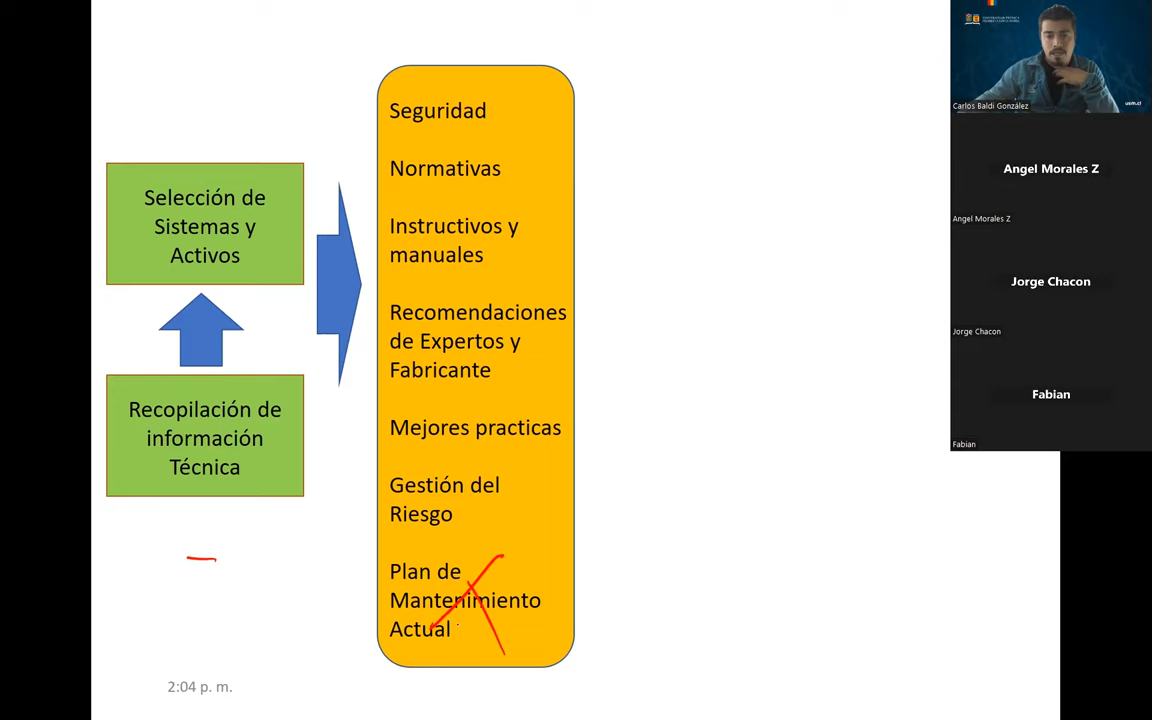 Selección de
Sistemas y
Activos
Recopilación de
información
Técnica
2:04 p. m.
Seguridad
Normativas
Instructivos y
manuales
Recomendaciones
de Expertos y
Fabricante
Mejores practicas
Gestión del
Riesgo
Plan de
Mantenimiento
Actual
Carlos Baldi González
usm.cl
Angel Morales Z
Angel Morales Z
Jorge Chacon
Jorge Chacon
Fabian
Fabian